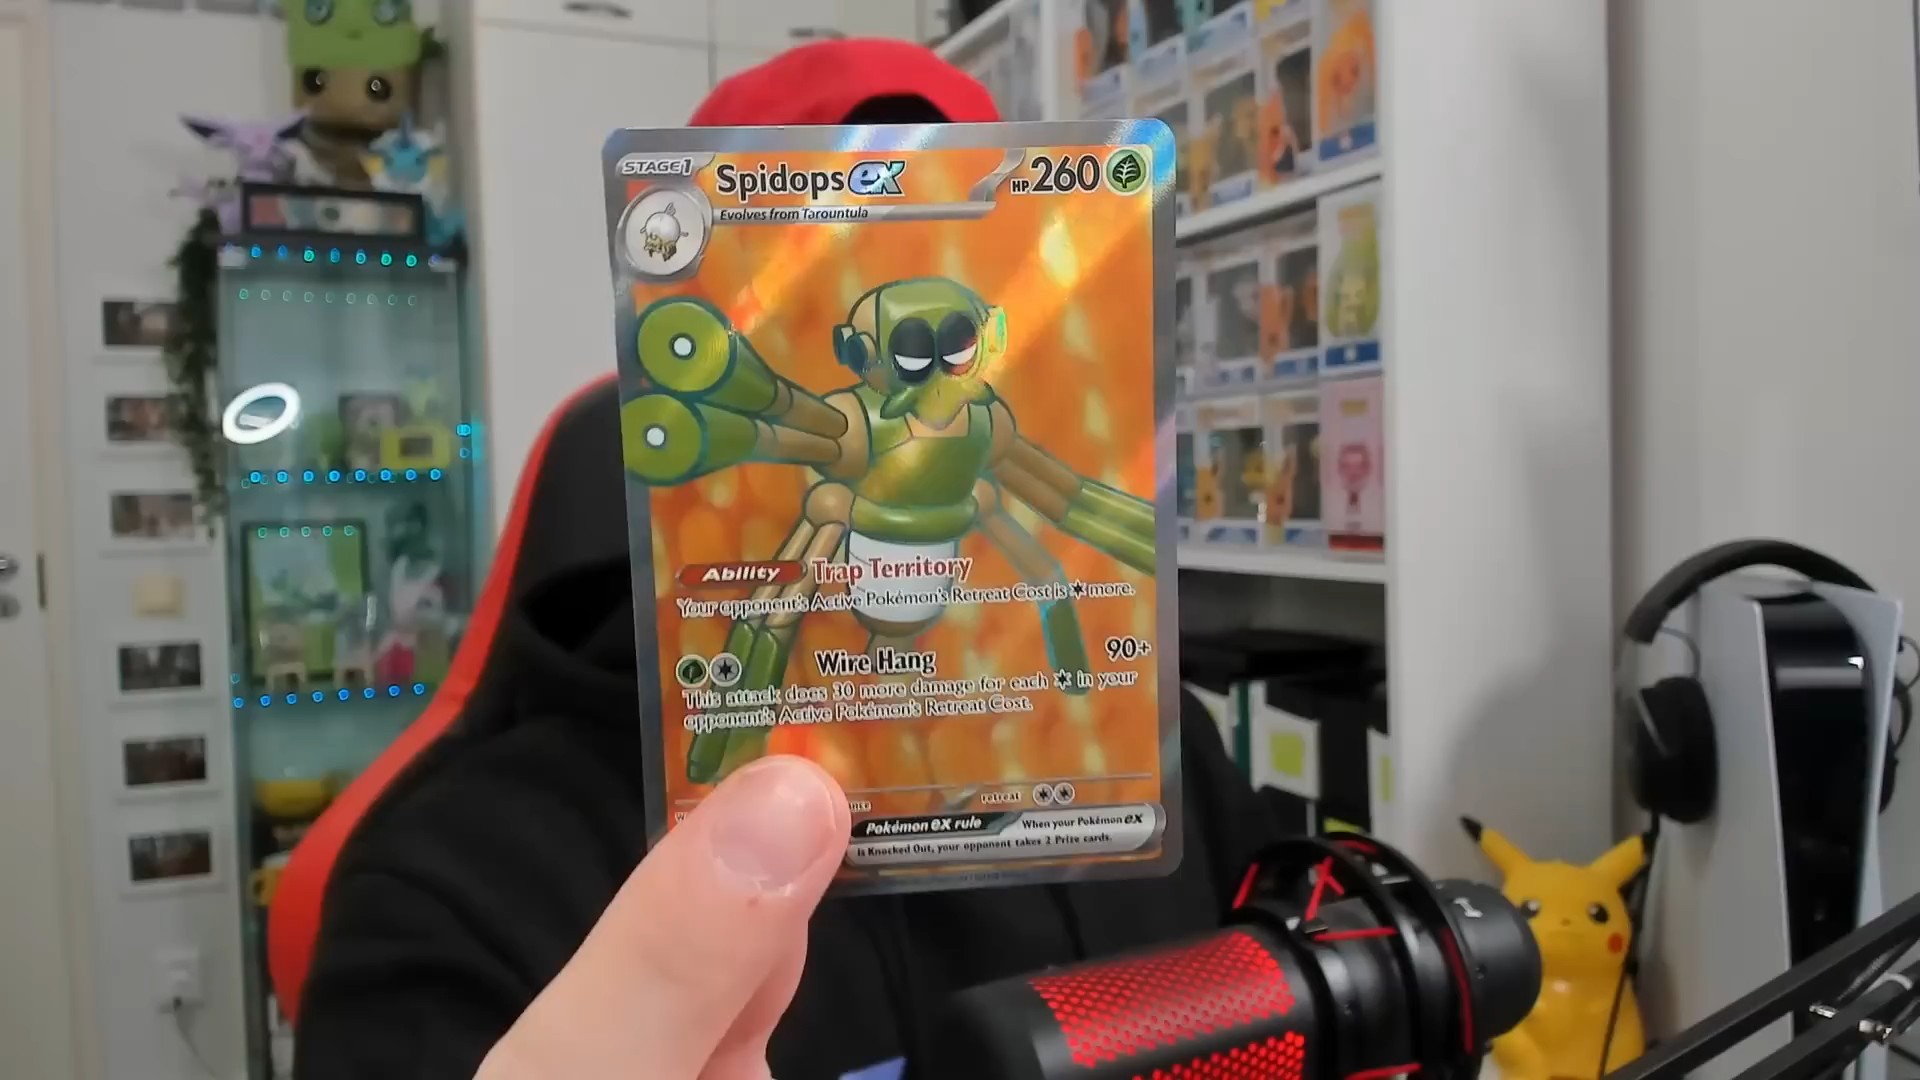 STAGE1
Spidops ex
HP 260
Evolves from Tarountula
Ability Trap Territory
Your opponent's Active Pokémon's Retreat Cost is more.
Wire Hang 90+
This attack does 30 more damage for each in your
opponent's Active Pokémon's Retreat Cost.
retreat
Pokémon ex rule
When your Pokémon ex
is Knocked Out, your opponent takes 2 Prize cards.